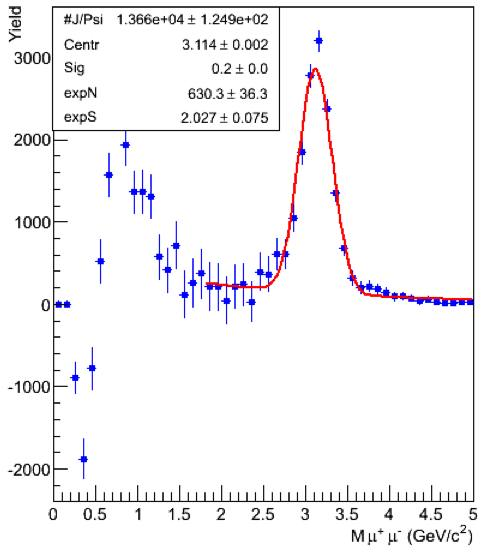 Yield
#J/Psi 1.366e+04 ± 1.249e+02
Centr 3.114 ± 0.002
Sig 0.2 ± 0.0
expN 630.3 ± 36.3
expS 2.027 ± 0.075
3000
2000
1000
0
-1000
-2000
0 0.5 1 1.5 2 2.5 3 3.5 4 4.5 5
M μ⁺ μ⁻ (GeV/c²)